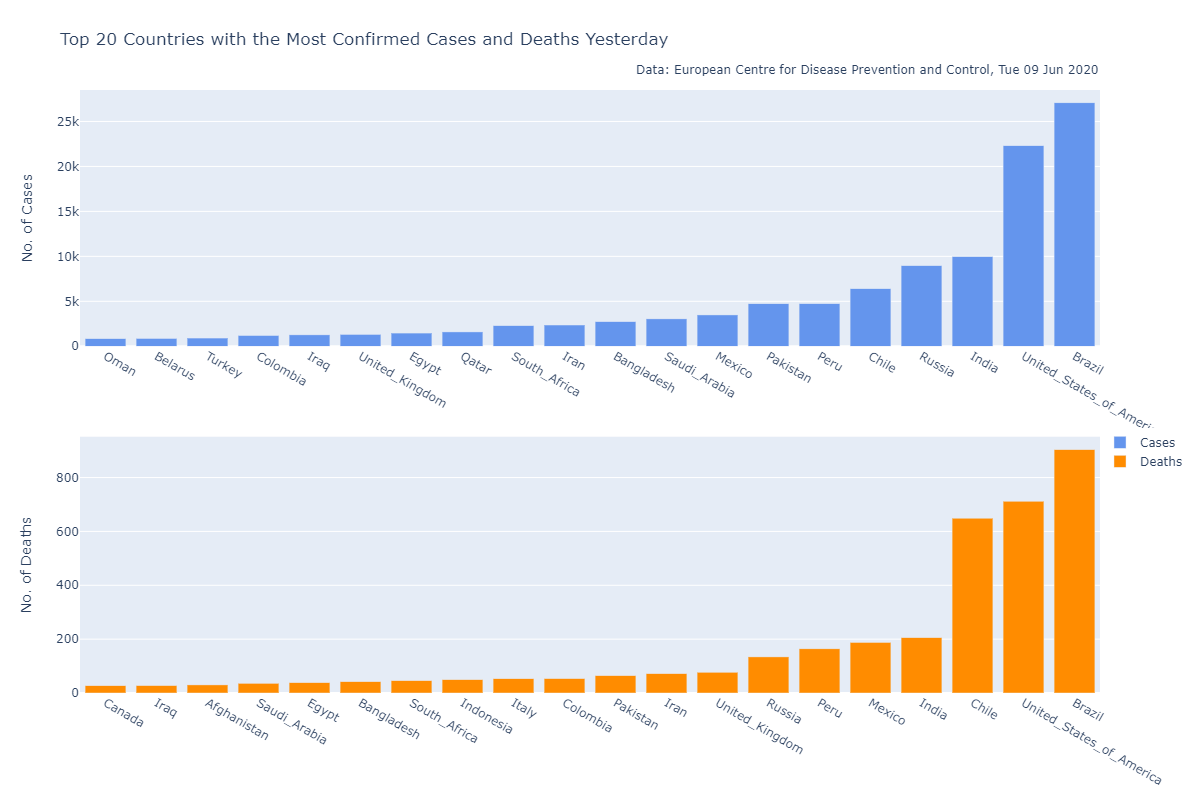 Top 20 Countries with the Most Confirmed Cases and Deaths Yesterday
Data: European Centre for Disease Prevention and Control, Tue 09 Jun 2020
No. of Cases
25k
20k
15k
10k
5k
0
Oman
Belarus
Turkey
Colombia
Iraq
United_Kingdom
Egypt
Qatar
South_Africa
Iran
Bangladesh
Saudi_Arabia
Mexico
Pakistan
Peru
Chile
Russia
India
United_States_of_Ameri
Brazil
Cases
Deaths
No. of Deaths
800
600
400
200
0
Canada
Iraq
Afghanistan
Saudi_Arabia
Egypt
Bangladesh
South_Africa
Indonesia
Italy
Colombia
Pakistan
Iran
United_Kingdom
Russia
Peru
Mexico
India
Chile
United_States_of_America
Brazil